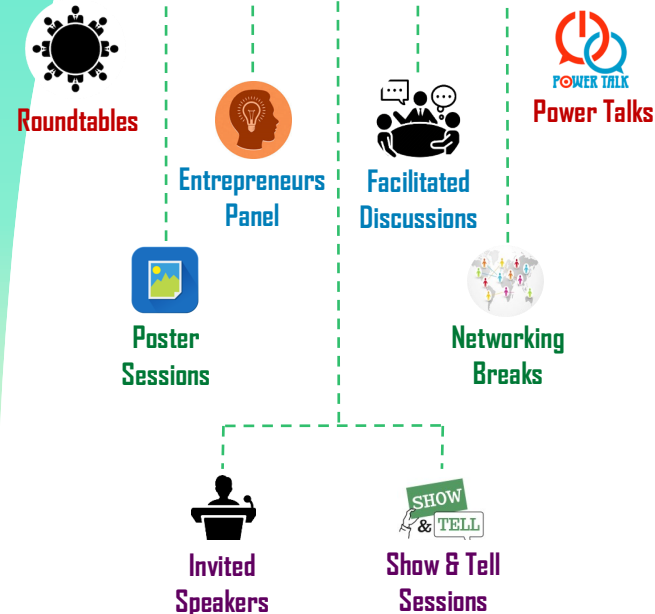 POWER TALK
Roundtables
Power Talks
Entrepreneurs
Panel
Facilitated
Discussions
Poster
Sessions
Networking
Breaks
SHOW
& TELL
Invited
Speakers
Show & Tell
Sessions